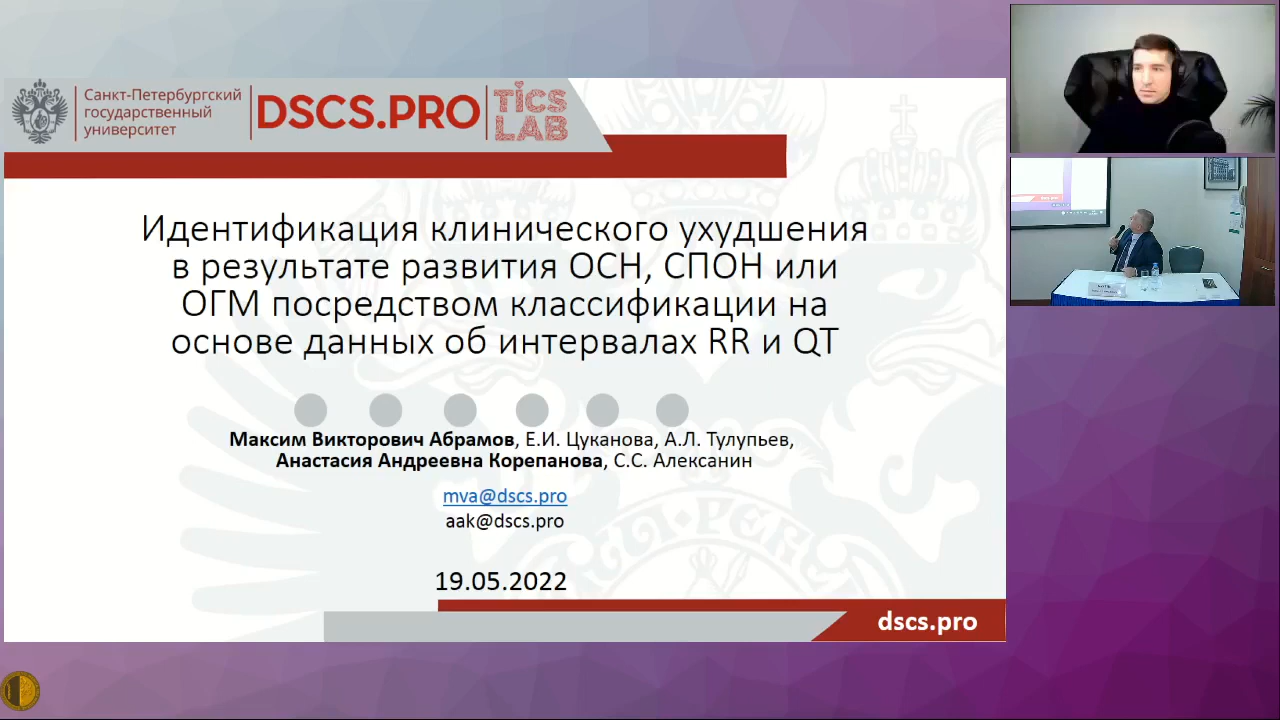 Санкт-Петербургский
государственный
университет
DSCS.PRO
TICS
LAB
Идентификация клинического ухудшения
в результате развития ОСН, СПОН или
ОГМ посредством классификации на
основе данных об интервалах RR и QT
Максим Викторович Абрамов, Е.И. Цуканова, А.Л. Тулупьев,
Анастасия Андреевна Корепанова, С.С. Алексанин
mva@dscs.pro
aak@dscs.pro
19.05.2022
dscs.pro